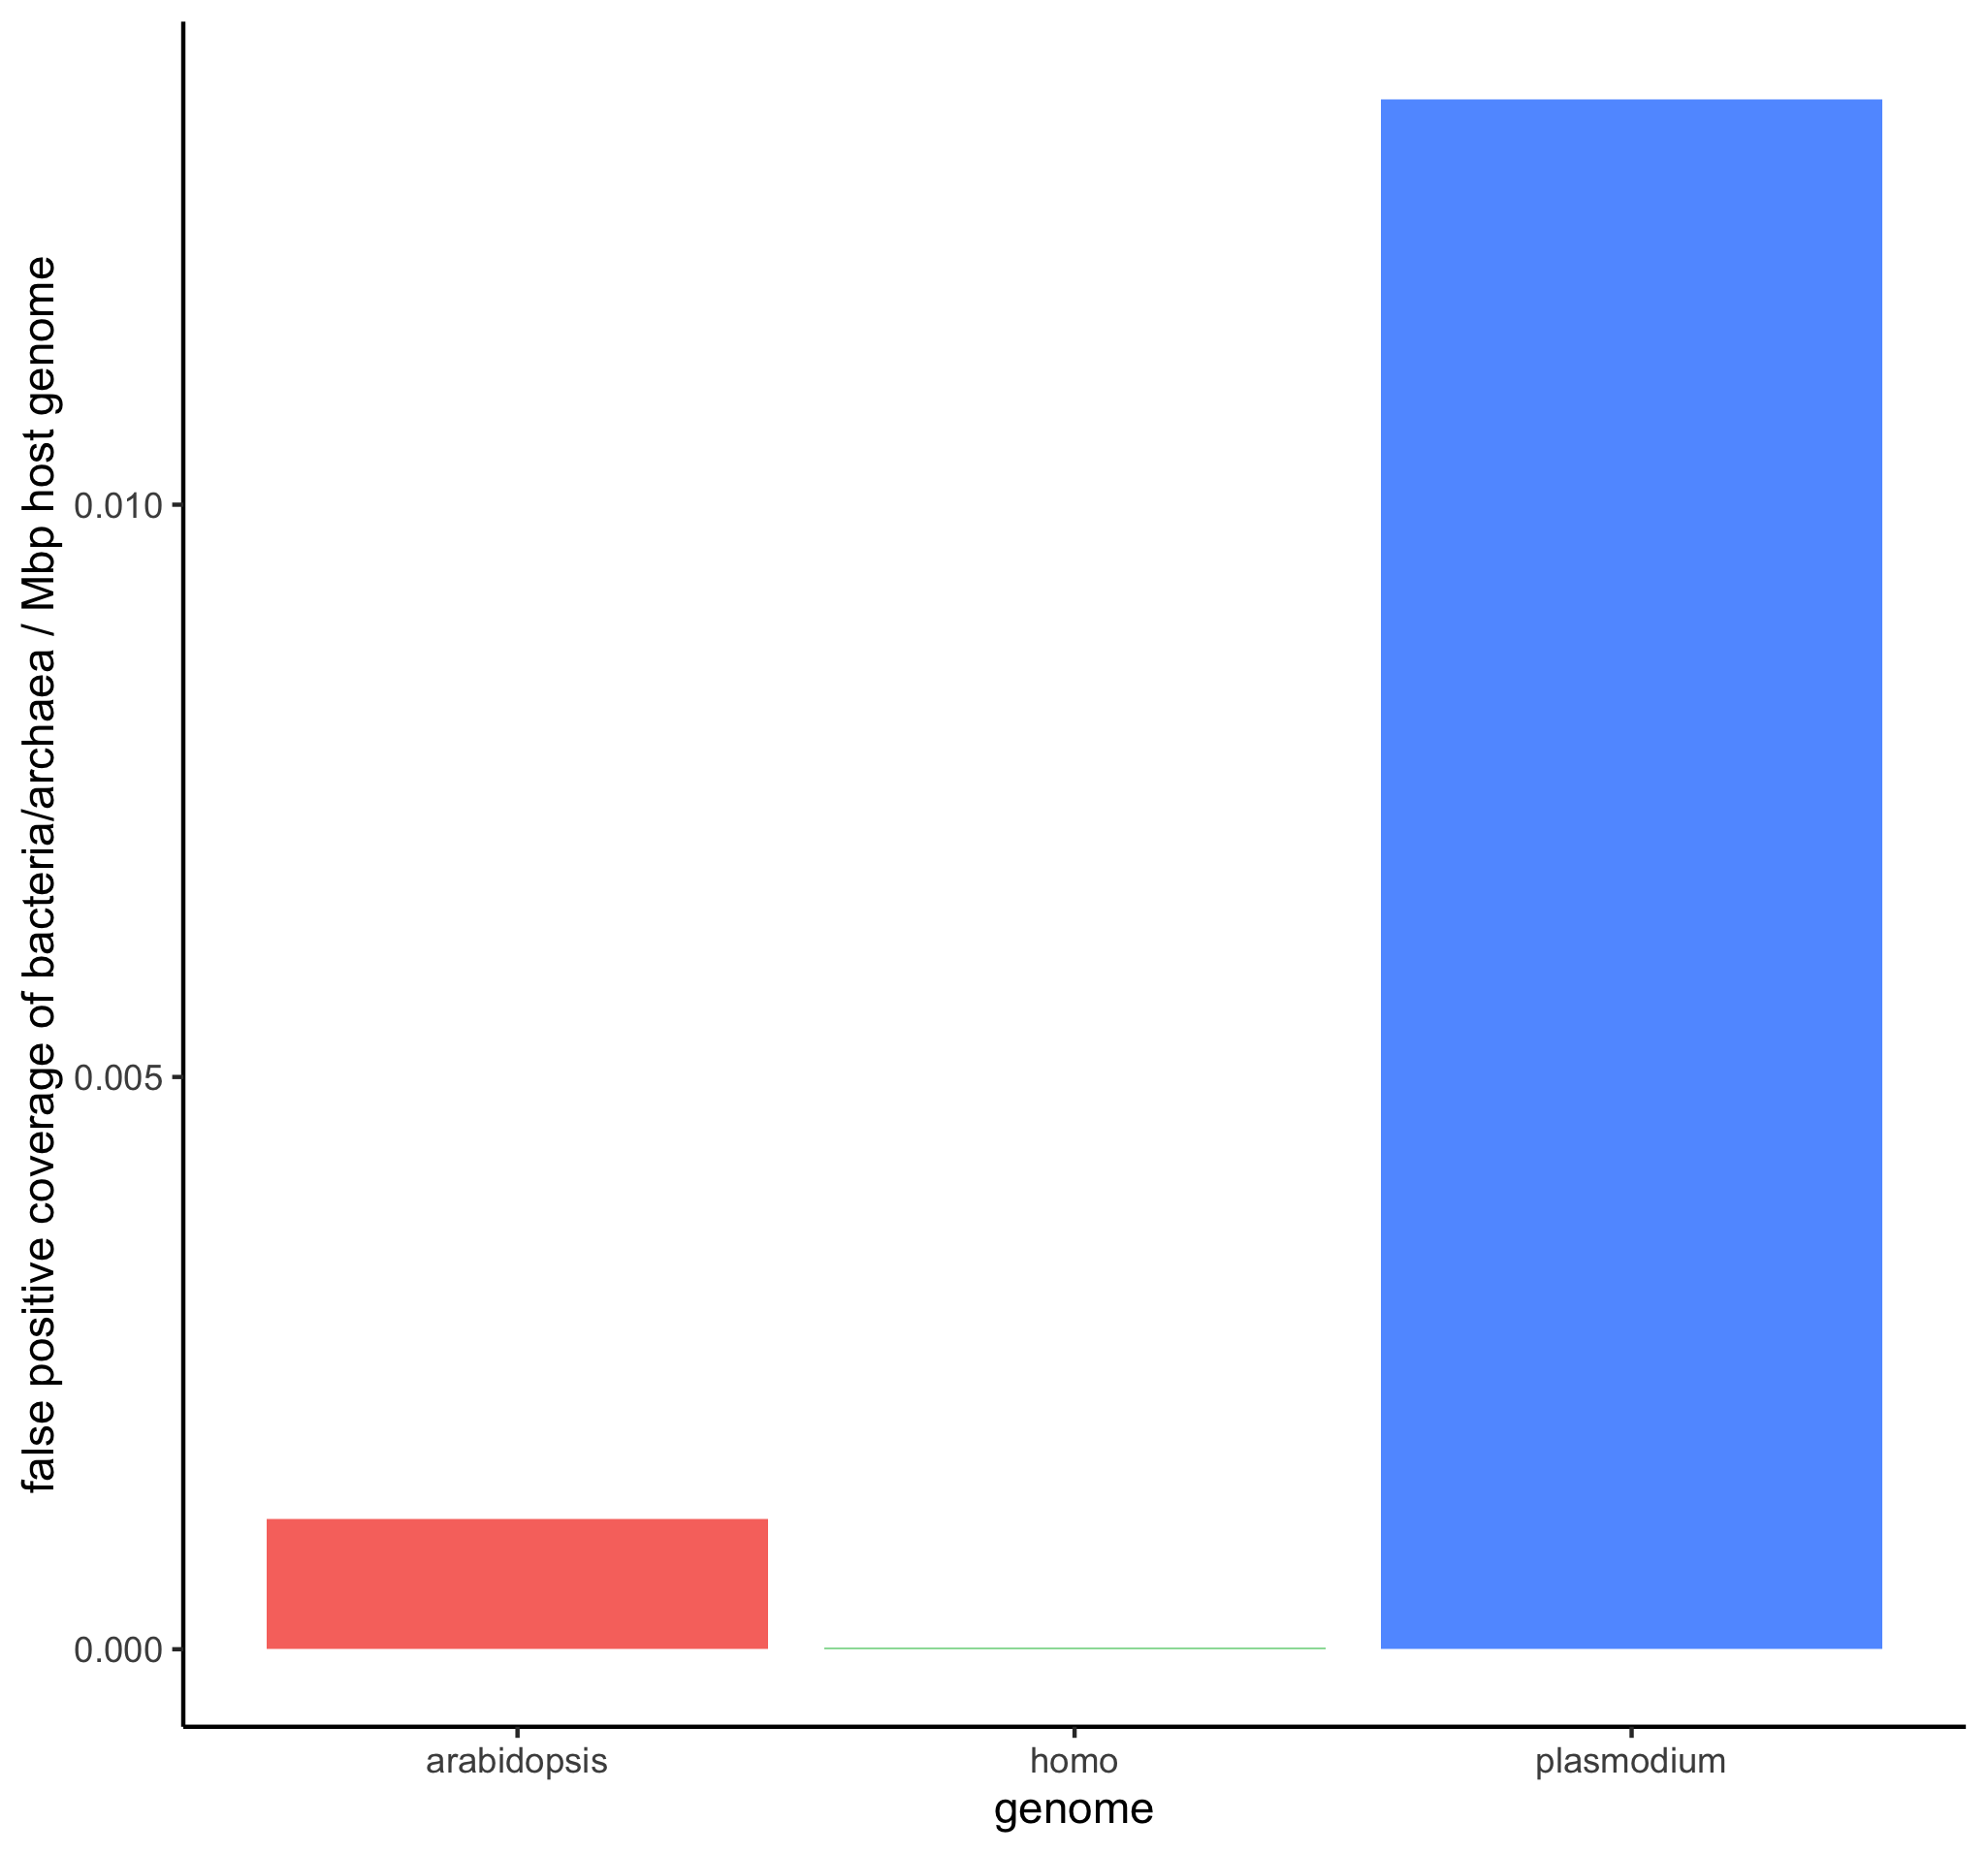 false positive coverage of bacteria/archaea / Mbp host genome
0.010
0.005
0.000
arabidopsis
homo
plasmodium
genome